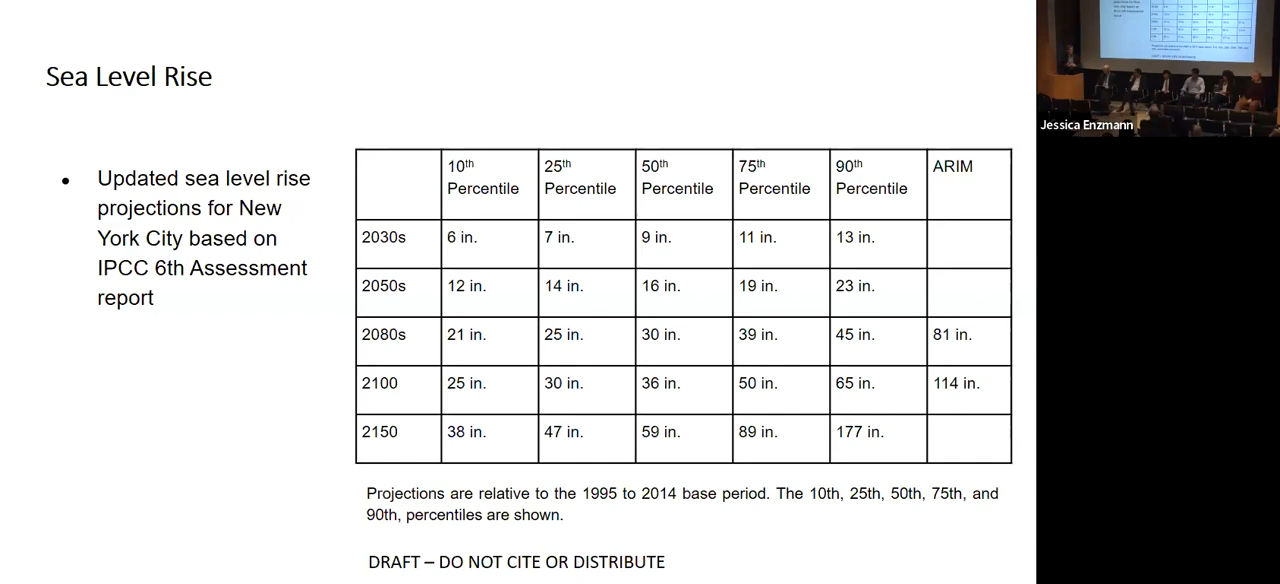 Sea Level Rise
• Updated sea level rise
projections for New
York City based on
IPCC 6th Assessment
report
10th Percentile 25th Percentile 50th Percentile 75th Percentile 90th Percentile ARIM
2030s 6 in. 7 in. 9 in. 11 in. 13 in.
2050s 12 in. 14 in. 16 in. 19 in. 23 in.
2080s 21 in. 25 in. 30 in. 39 in. 45 in. 81 in.
2100 25 in. 30 in. 36 in. 50 in. 65 in. 114 in.
2150 38 in. 47 in. 59 in. 89 in. 177 in.
Projections are relative to the 1995 to 2014 base period. The 10th, 25th, 50th, 75th, and
90th, percentiles are shown.
DRAFT – DO NOT CITE OR DISTRIBUTE
Jessica Enzmann